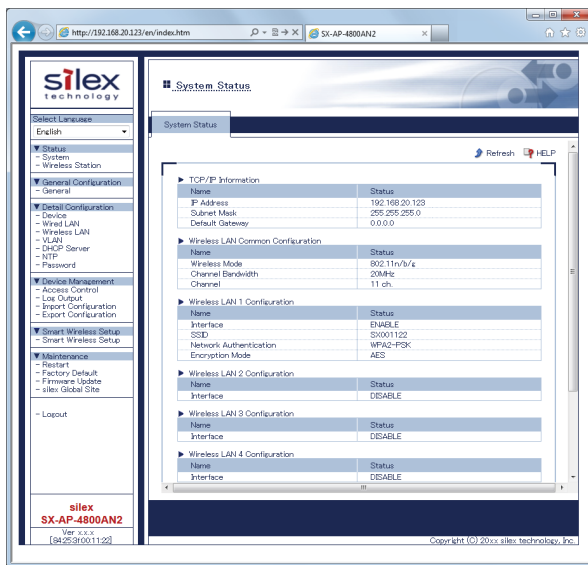 http://192.168.20.123/en/index.htm
SX-AP-4800AN2
silex
technology
Select Language
English
▼ Status
– System
– Wireless Station
▼ General Configuration
– General
▼ Detail Configuration
– Device
– Wired LAN
– Wireless LAN
– VLAN
– DHCP Server
– NTP
– Password
▼ Device Management
– Access Control
– Log Output
– Import Configuration
– Export Configuration
▼ Smart Wireless Setup
– Smart Wireless Setup
▼ Maintenance
– Restart
– Factory Default
– Firmware Update
– silex Global Site
– Logout
silex
SX-AP-4800AN2
Ver x.x.x
[84:25:3f:00:11:22]
System Status
System Status
Refresh HELP
▶ TCP/IP Information
Name Status
IP Address 192.168.20.123
Subnet Mask 255.255.255.0
Default Gateway 0.0.0.0
▶ Wireless LAN Common Configuration
Name Status
Wireless Mode 802.11n/b/g
Channel Bandwidth 20MHz
Channel 11 ch.
▶ Wireless LAN 1 Configuration
Name Status
Interface ENABLE
SSID SX001122
Network Authentication WPA2-PSK
Encryption Mode AES
▶ Wireless LAN 2 Configuration
Name Status
Interface DISABLE
▶ Wireless LAN 3 Configuration
Name Status
Interface DISABLE
▶ Wireless LAN 4 Configuration
Name Status
Interface DISABLE
Copyright (C) 20xx silex technology, Inc.